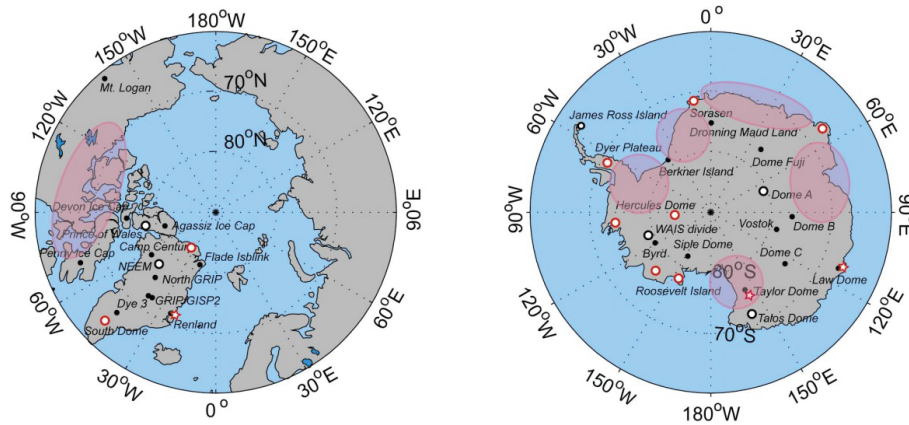 180°W
150°W
150°E
120°W
120°E
90°W
90°E
60°W
60°E
30°W
30°E
0°
70°N
80°N
Mt. Logan
Devon Ice Cap
Prince of Wales
Agassiz Ice Cap
Penny Ice Cap
Camp Century
Flade Isblink
NEEM
North GRIP
Dye 3
GRIP/GISP2
South Dome
Renland
0°
30°W
30°E
60°W
60°E
90°W
90°E
120°E
150°W
150°E
180°W
80°S
70°S
James Ross Island
Sorasen
Dronning Maud Land
Dyer Plateau
Dome Fuji
Berkner Island
Hercules Dome
Dome A
WAIS divide
Vostok
Dome B
Byrd
Siple Dome
Dome C
Roosevelt Island
Law Dome
Taylor Dome
Talos Dome